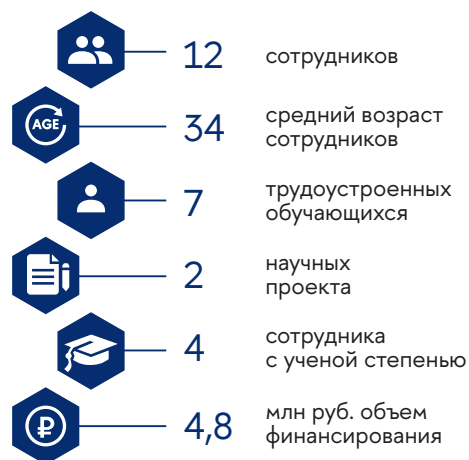 12 сотрудников
AGE
34 средний возраст
сотрудников
7 трудоустроенных
обучающихся
2 научных
проекта
4 сотрудника
с ученой степенью
₽
4,8 млн руб. объем
финансирования